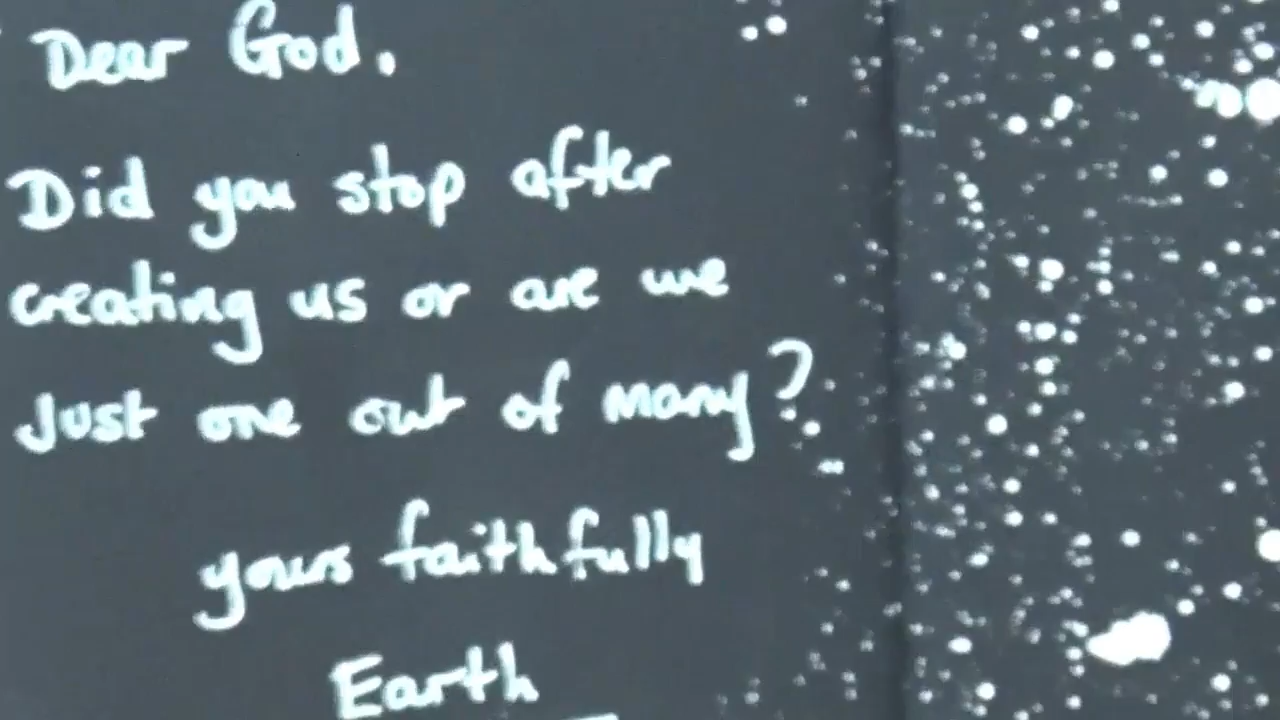 Dear God.
Did you stop after
creating us or are we
Just one out of many?
yours faithfully
Earth